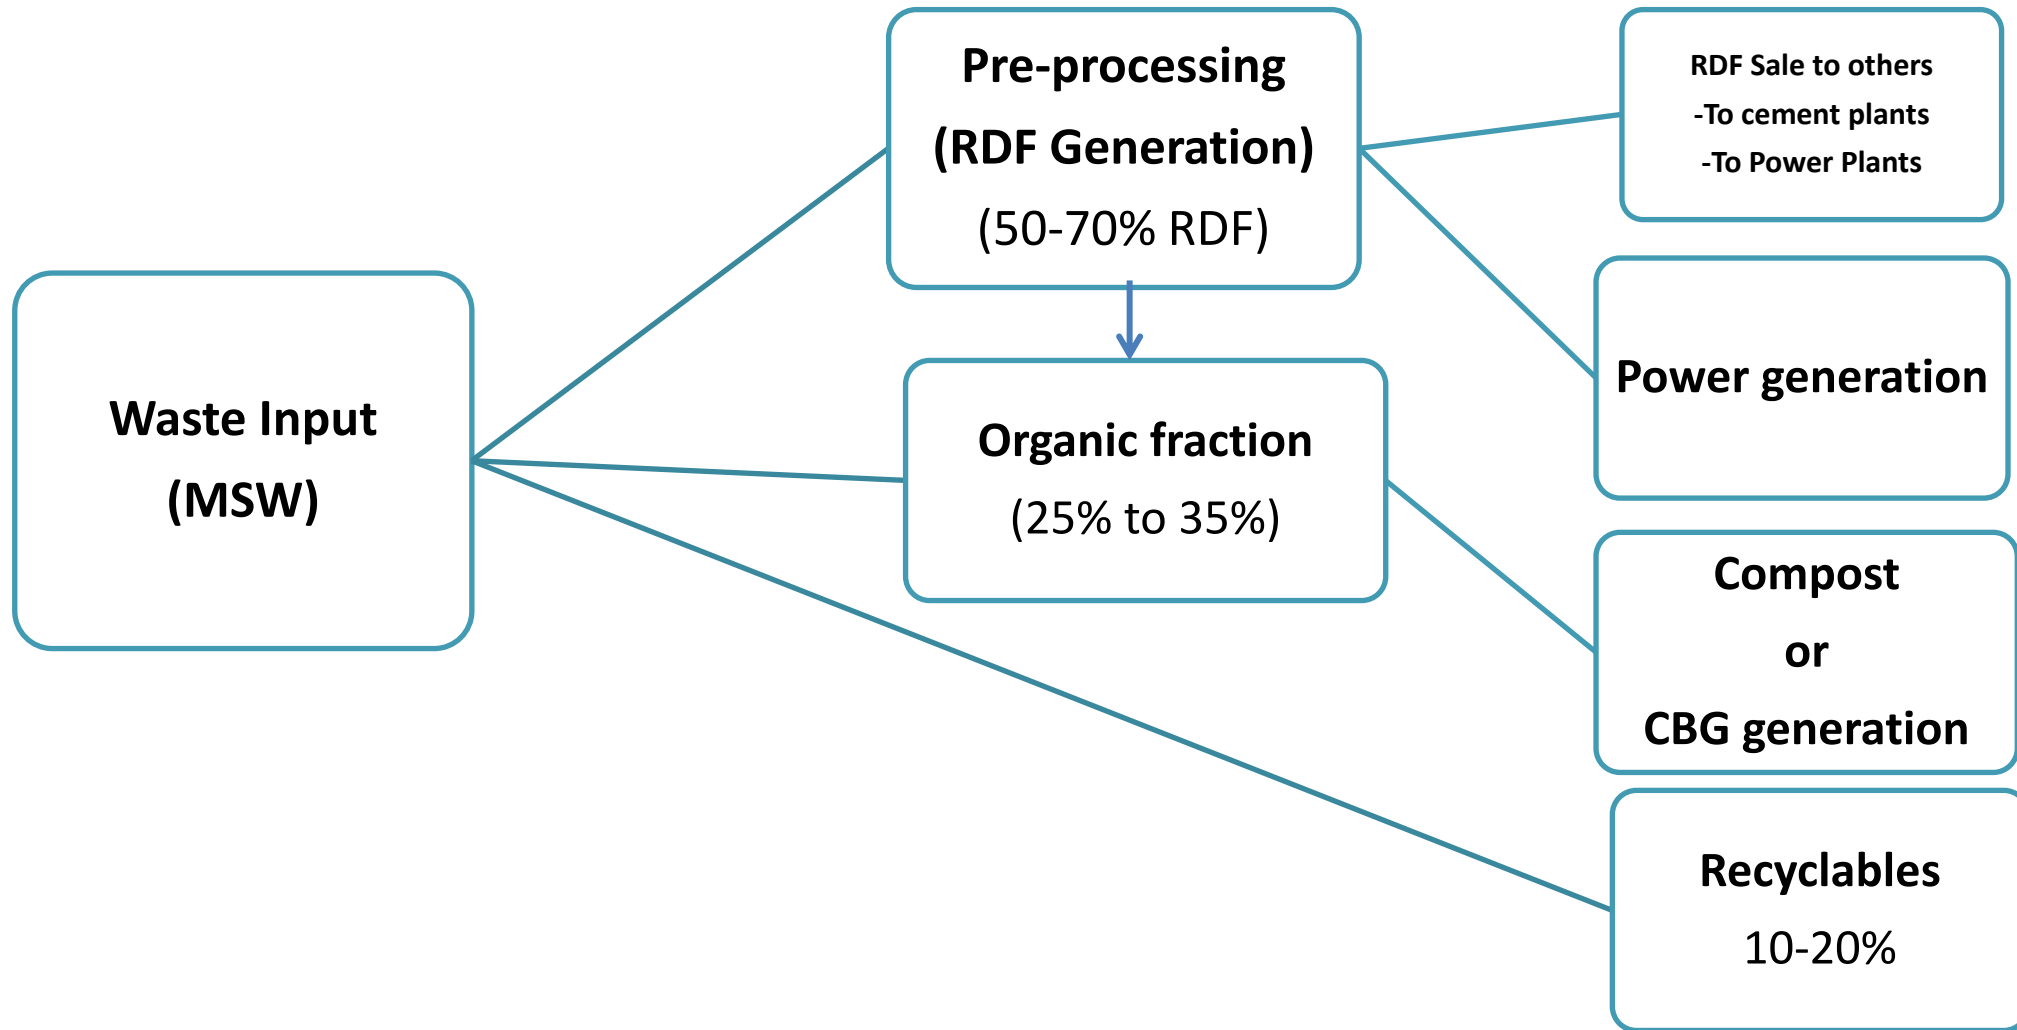 Waste Input
(MSW)
Pre-processing
(RDF Generation)
(50-70% RDF)
Organic fraction
(25% to 35%)
RDF Sale to others
-To cement plants
-To Power Plants
Power generation
Compost
or
CBG generation
Recyclables
10-20%